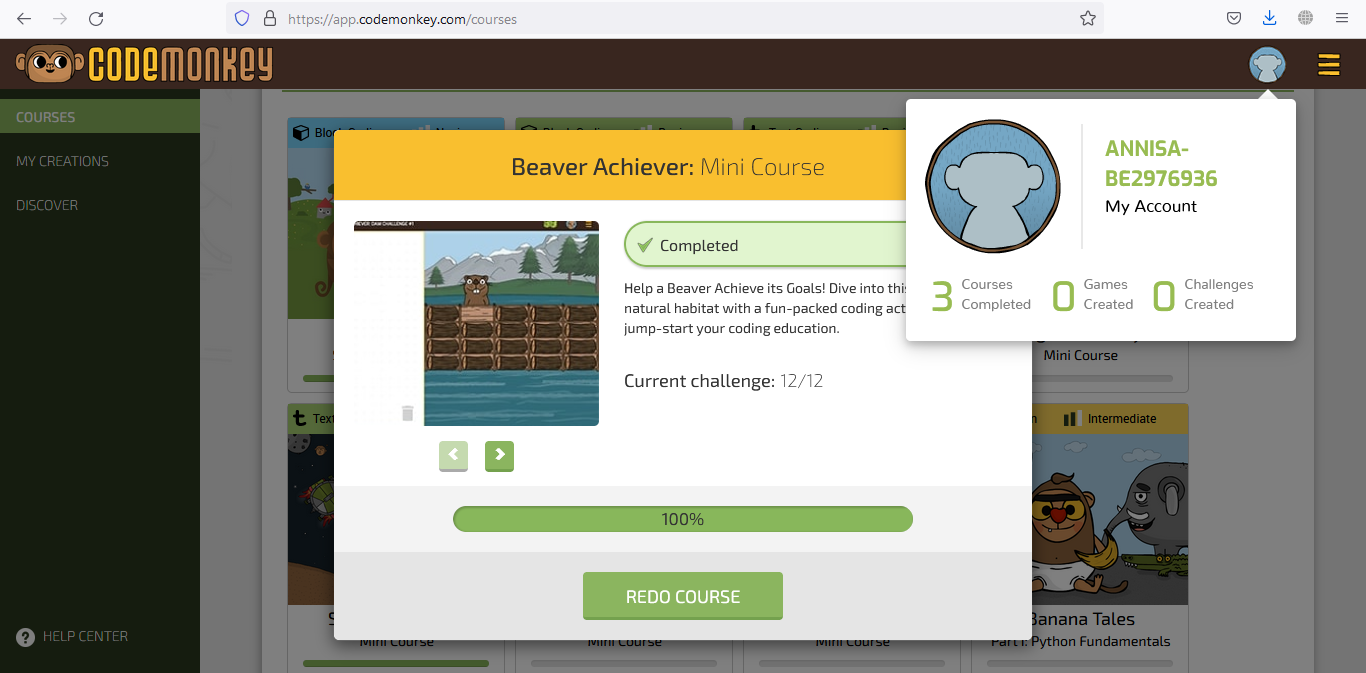 https://app.codemonkey.com/courses
CODEMONKEY
COURSES
MY CREATIONS
DISCOVER
? HELP CENTER
Beaver Achiever: Mini Course
Completed
Help a Beaver Achieve its Goals! Dive into this
natural habitat with a fun-packed coding
jump-start your coding education.
Current challenge: 12/12
100%
REDO COURSE
ANNISA-
BE2976936
My Account
3 Courses Completed
0 Games Created
0 Challenges Created
Mini Course
Intermediate
Banana Tales
Part I: Python Fundamentals
Mini Course
Mini Course
Mini Course